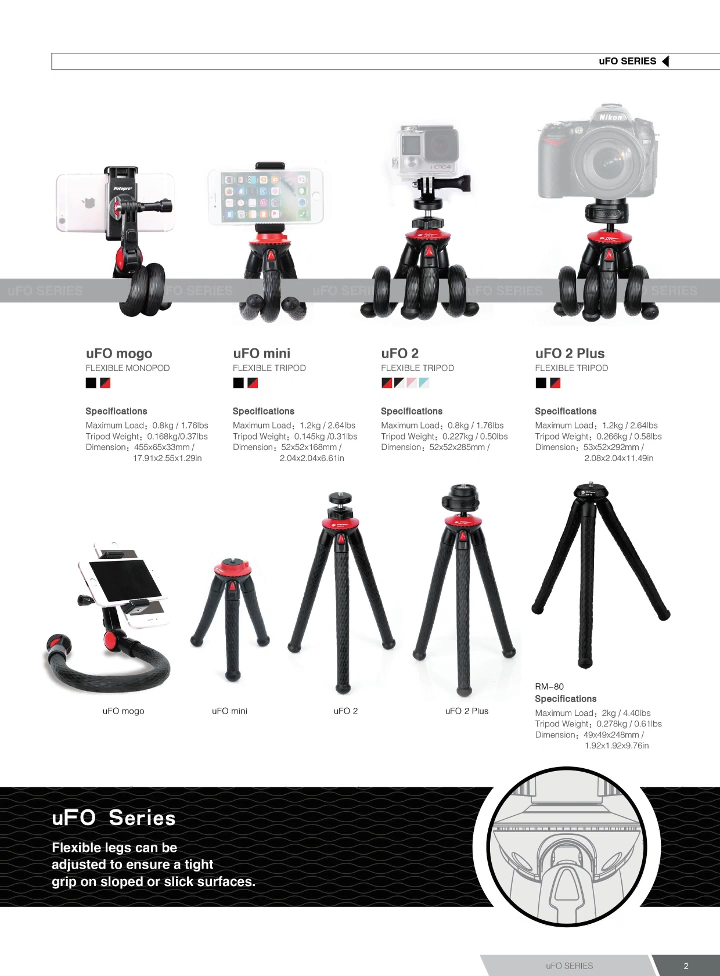 uFO SERIES
Nikon
Fotopro
uFO SERIES uFO SERIES uFO SERIES uFO SERIES uFO SERIES
uFO mogo
FLEXIBLE MONOPOD
Specifications
Maximum Load：0.8kg / 1.76lbs
Tripod Weight：0.168kg/0.37lbs
Dimension：455x65x33mm /
17.91x2.55x1.29in
uFO mini
FLEXIBLE TRIPOD
Specifications
Maximum Load：1.2kg / 2.64lbs
Tripod Weight：0.145kg /0.31lbs
Dimension：52x52x168mm /
2.04x2.04x6.61in
uFO 2
FLEXIBLE TRIPOD
Specifications
Maximum Load：0.8kg / 1.76lbs
Tripod Weight：0.227kg / 0.50lbs
Dimension：52x52x285mm /
uFO 2 Plus
FLEXIBLE TRIPOD
Specifications
Maximum Load：1.2kg / 2.64lbs
Tripod Weight：0.266kg / 0.58lbs
Dimension：53x52x292mm /
2.08x2.04x11.49in
uFO mogo
uFO mini
uFO 2
uFO 2 Plus
RM-80
Specifications
Maximum Load：2kg / 4.40lbs
Tripod Weight：0.278kg / 0.61lbs
Dimension：49x49x248mm /
1.92x1.92x9.76in
uFO Series
Flexible legs can be
adjusted to ensure a tight
grip on sloped or slick surfaces.
uFO SERIES
2